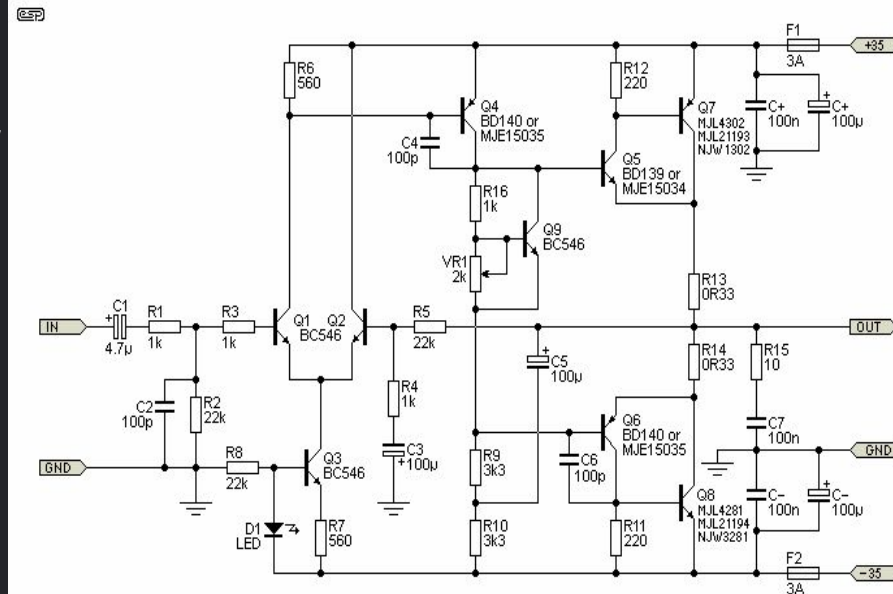 esp
F1
3A
+35
R6
560
R12
220
Q4
BD140 or
MJE15035
Q7
MJL4302
MJL21193
NJW1302
C+
100n
+
C+
100µ
C4
100p
Q5
BD139 or
MJE15034
R16
1k
Q9
BC546
VR1
2k
R13
0R33
IN
+
C1
4.7µ
R1
1k
R3
1k
Q1
Q2
BC546
R5
22k
OUT
C2
100p
R2
22k
R4
1k
+
C5
100µ
R14
0R33
R15
10
C3
+
100µ
Q6
BD140 or
MJE15035
C7
100n
GND
R8
22k
Q3
BC546
R9
3k3
C6
100p
GND
Q8
MJL4281
MJL21194
NJW3281
C-
100n
+
C-
100µ
D1
LED
R7
560
R10
3k3
R11
220
F2
3A
-35